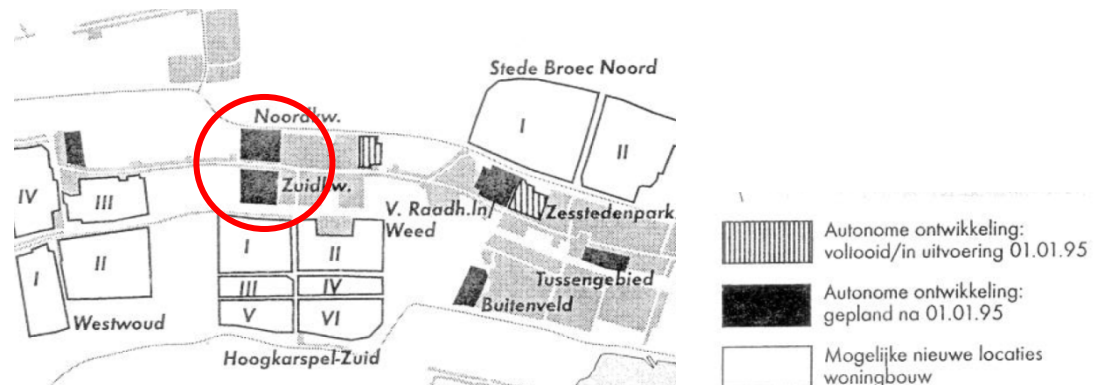 Stede Broec Noord
I
II
Noordkw.
Zuidkw.
IV
III
I
II
Westwoud
I
II
III
IV
V
VI
Hoogkarspel-Zuid
V. Raadh.ln/
Weed
Zesstedenpark
Tussengebied
Buitenveld
Autonome ontwikkeling:
voltooid/in uitvoering 01.01.95
Autonome ontwikkeling:
gepland na 01.01.95
Mogelijke nieuwe locaties
woningbouw